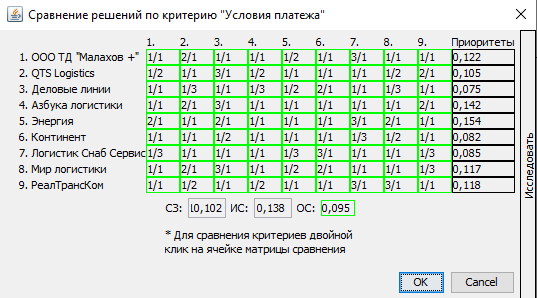 Сравнение решений по критерию "Условия платежа"
1. 2. 3. 4. 5. 6. 7. 8. 9. Приоритеты
1. ООО ТД "Малахов +" 1/1 2/1 1/1 1/1 1/2 1/1 3/1 1/1 1/1 0,122
2. QTS Logistics 1/2 1/1 3/1 1/2 1/1 1/1 1/1 1/2 2/1 0,105
3. Деловые линии 1/1 1/3 1/1 1/3 1/2 2/1 1/1 1/3 1/1 0,075
4. Азбука логистики 1/1 2/1 3/1 1/1 1/1 1/1 1/1 2/1 1/1 0,142
5. Энергия 2/1 1/1 2/1 1/1 1/1 1/1 3/1 2/1 1/1 0,154
6. Континент 1/1 1/1 1/2 1/1 1/1 1/1 1/3 1/2 1/1 0,082
7. Логистик Снаб Сервис 1/3 1/1 1/1 1/1 1/3 3/1 1/1 1/1 1/3 0,085
8. Мир логистики 1/1 2/1 3/1 1/2 1/2 2/1 1/1 1/1 1/3 0,117
9. РеалТрансКом 1/1 1/2 1/1 1/1 1/1 1/1 3/1 3/1 1/1 0,118
Исследовать
СЗ: 10,102 ИС: 0,138 ОС: 0,095
* Для сравнения критериев двойной
клик на ячейке матрицы сравнения
OK Cancel